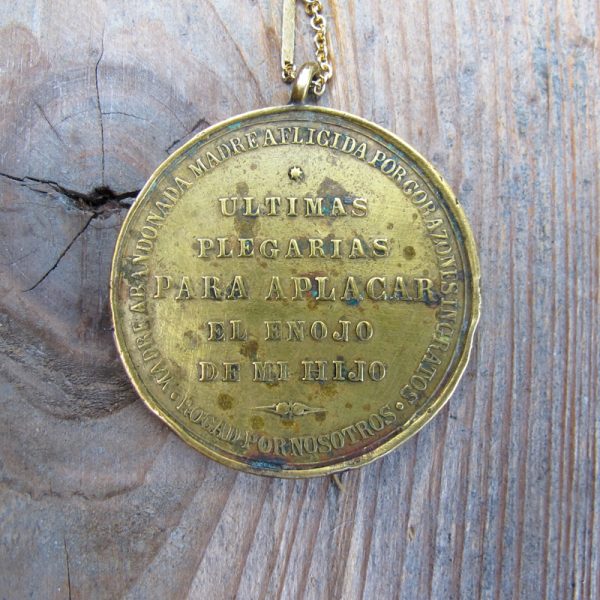 MADRE ABANDONADA MADRE AFLIGIDA POR CORAZONES INGRATOS
· ROGAD POR NOSOTROS ·
ULTIMAS
PLEGARIAS
PARA APLACAR
EL ENOJO
DE MI HIJO